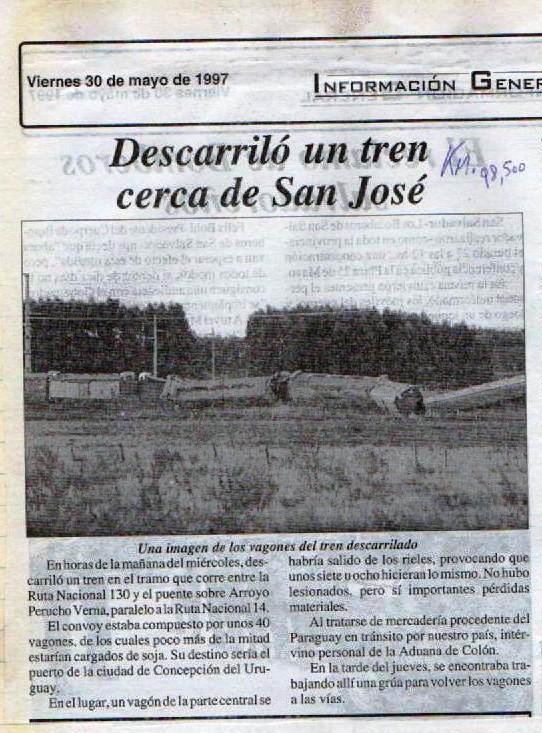 Viernes 30 de mayo de 1997
INFORMACIÓN GENER
Descarriló un tren
cerca de San José
Km. 98,500
Una imagen de los vagones del tren descarrilado
En horas de la mañana del miércoles, des-
carriló un tren en el tramo que corre entre la
Ruta Nacional 130 y el puente sobre Arroyo
Perucho Verna, paralelo a la Ruta Nacional 14.
El convoy estaba compuesto por unos 40
vagones, de los cuales poco más de la mitad
estarían cargados de soja. Su destino sería el
puerto de la ciudad de Concepción del Uru-
guay.
En el lugar, un vagón de la parte central se
habría salido de los rieles, provocando que
unos siete u ocho hicieran lo mismo. No hubo
lesionados, pero sí importantes pérdidas
materiales.
Al tratarse de mercadería procedente del
Paraguay en tránsito por nuestro país, inter-
vino personal de la Aduana de Colón.
En la tarde del jueves, se encontraba tra-
bajando allí una grúa para volver los vagones
a las vías.